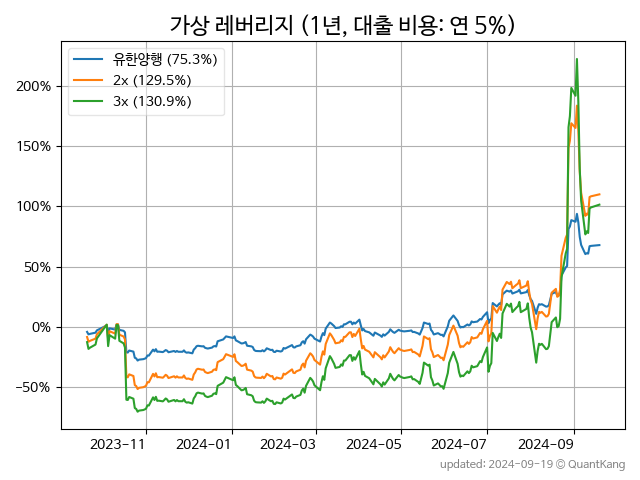 가상 레버리지 (1년, 대출 비용: 연 5%)
유한양행 (75.3%)
2x (129.5%)
3x (130.9%)
200%
150%
100%
50%
0%
−50%
2023-11 2024-01 2024-03 2024-05 2024-07 2024-09
updated: 2024-09-19 © QuantKang